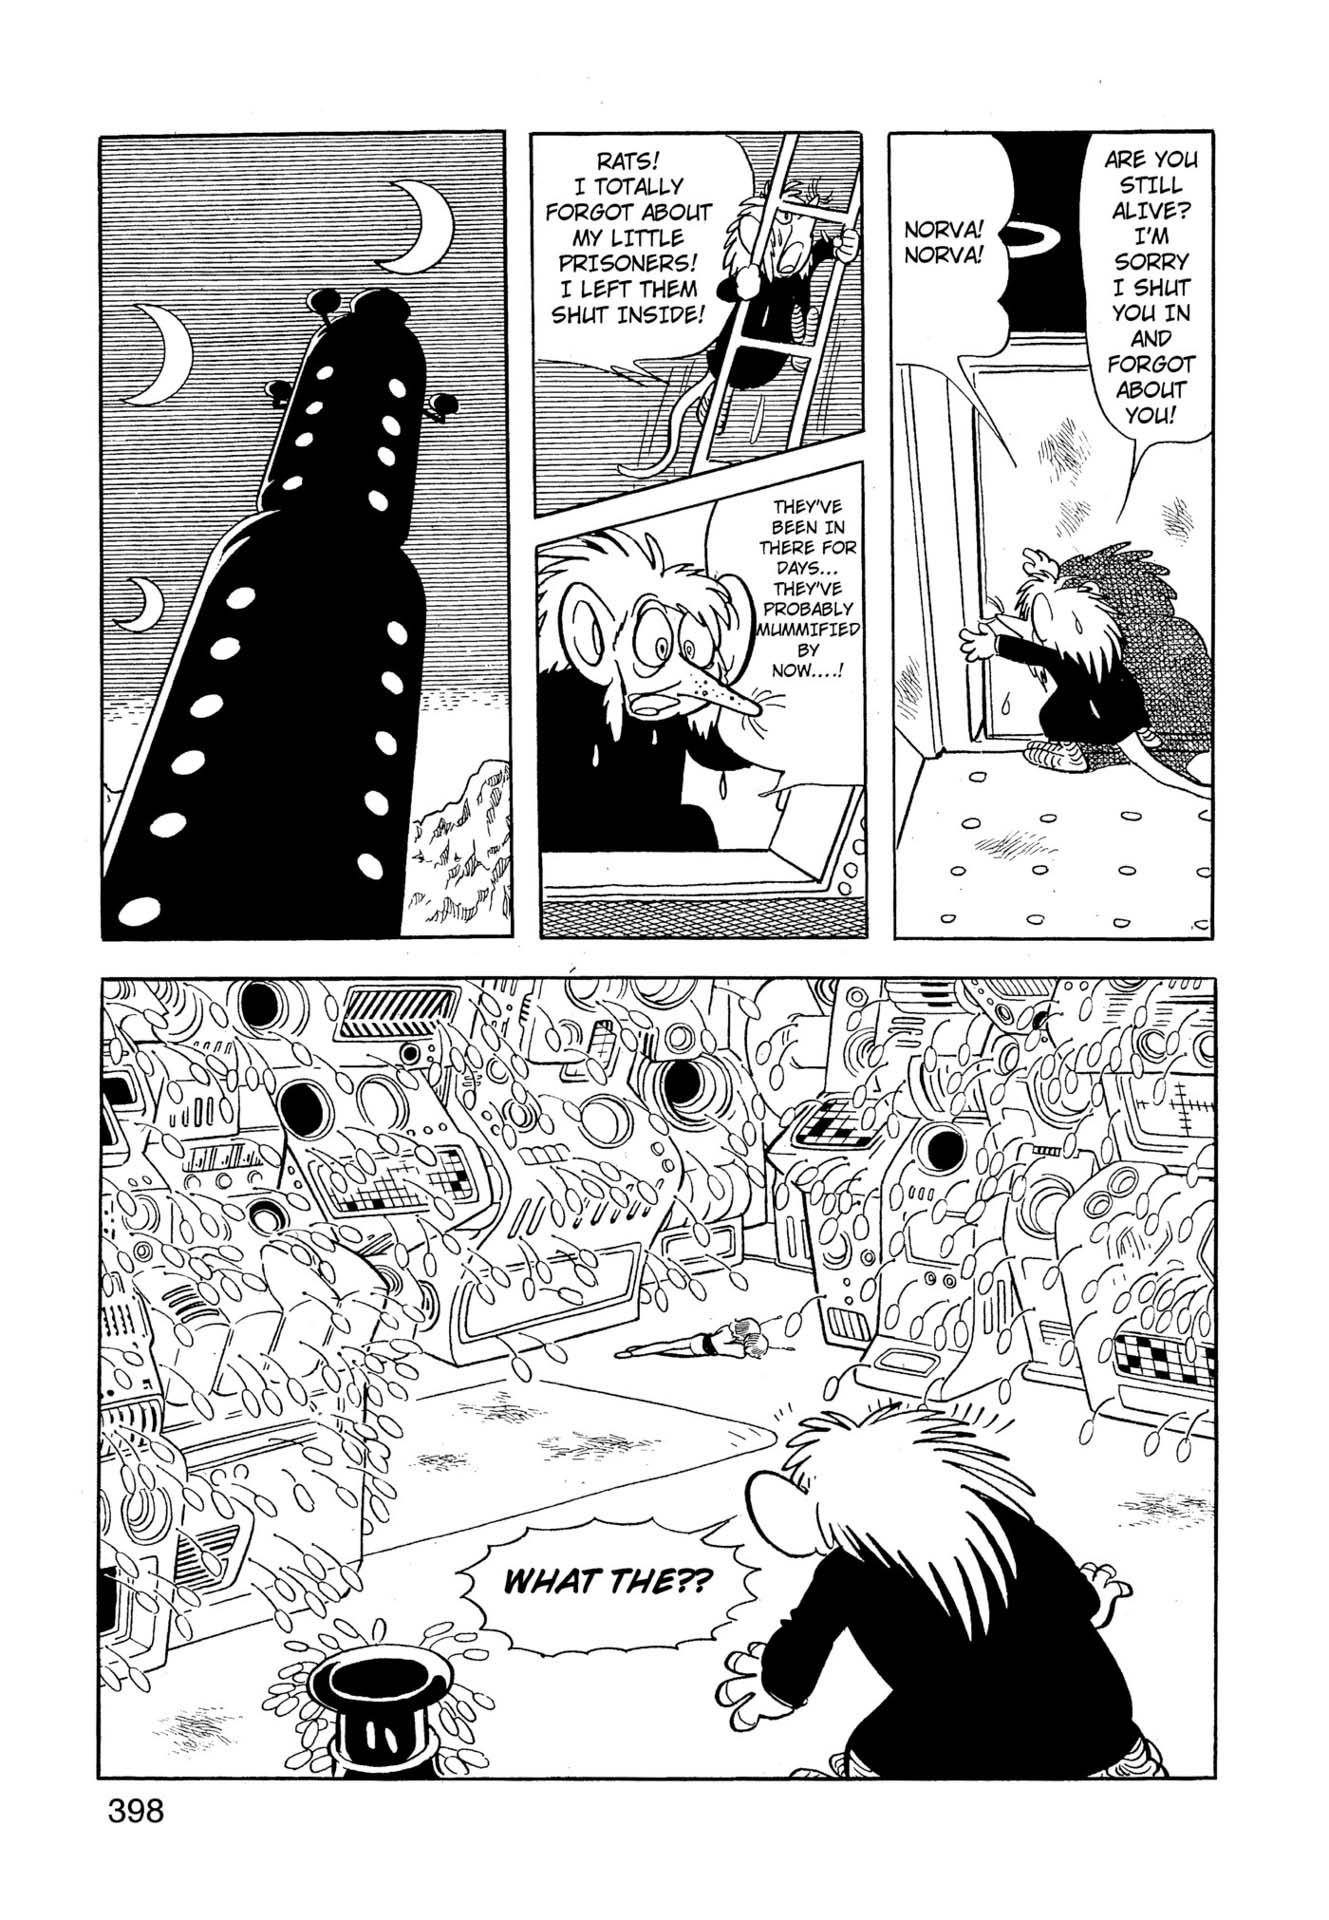 RATS!
I TOTALLY
FORGOT ABOUT
MY LITTLE
PRISONERS!
I LEFT THEM
SHUT INSIDE!
THEY'VE
BEEN IN
THERE FOR
DAYS...
THEY'VE
PROBABLY
MUMMIFIED
BY
NOW....!
NORVA!
NORVA!
ARE YOU
STILL
ALIVE?
I'M
SORRY
I SHUT
YOU IN
AND
FORGOT
ABOUT
YOU!
WHAT THE??
398